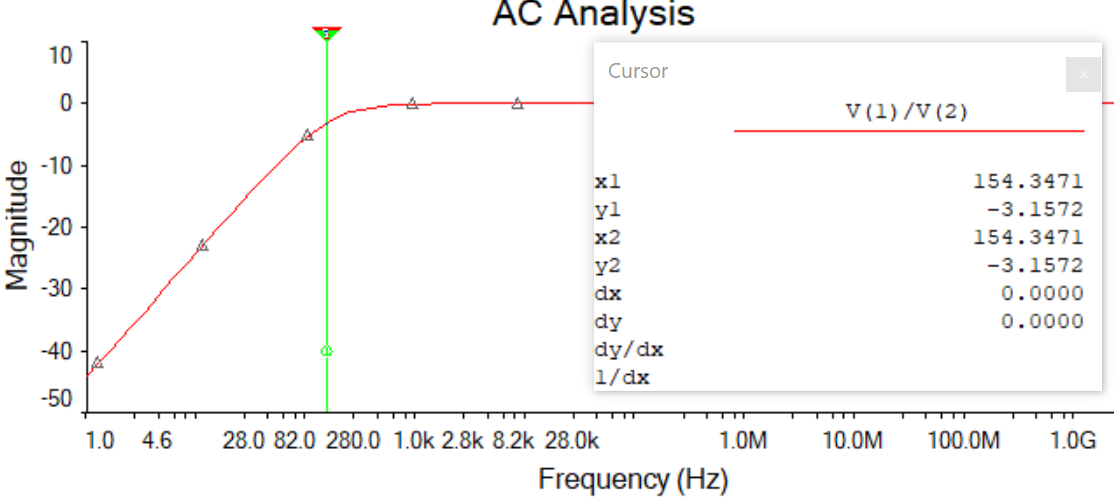 AC Analysis
Magnitude
10
0
-10
-20
-30
-40
-50
Cursor
×
V(1)/V(2)
x1 154.3471
y1 -3.1572
x2 154.3471
y2 -3.1572
dx 0.0000
dy 0.0000
dy/dx
1/dx
1.0 4.6 28.0 82.0 280.0 1.0k 2.8k 8.2k 28.0k 1.0M 10.0M 100.0M 1.0G
Frequency (Hz)